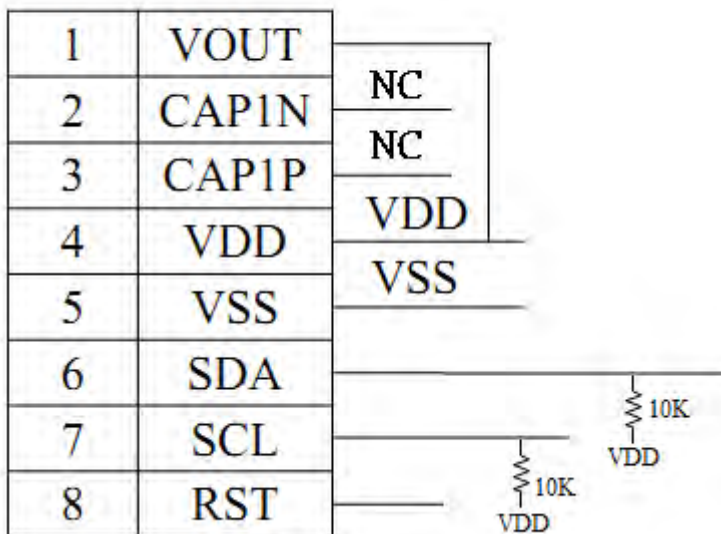 1 VOUT
2 CAP1N NC
3 CAP1P NC
4 VDD VDD
5 VSS VSS
6 SDA
10K
VDD
7 SCL
10K
VDD
8 RST